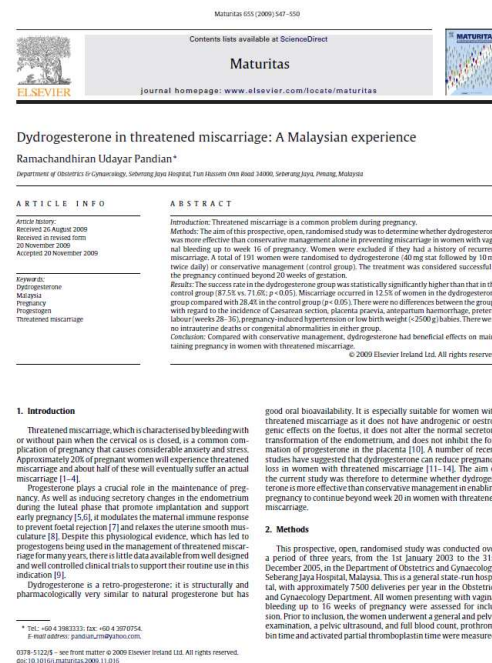 Maturitas 65S (2009) S47–S50
Contents lists available at ScienceDirect
Maturitas
journal homepage: www.elsevier.com/locate/maturitas
ELSEVIER
MATURITA
Dydrogesterone in threatened miscarriage: A Malaysian experience
Ramachandhiran Udayar Pandian*
Department of Obstetrics & Gynaecology, Seberang Jaya Hospital, Tun Hussein Onn Road 34000, Seberang Jaya, Penang, Malaysia
ARTICLE INFO
Article history:
Received 26 August 2009
Received in revised form
20 November 2009
Accepted 20 November 2009
Keywords:
Dydrogesterone
Malaysia
Pregnancy
Progestogen
Threatened miscarriage
ABSTRACT
Introduction: Threatened miscarriage is a common problem during pregnancy.
Methods: The aim of this prospective, open, randomised study was to determine whether dydrogesteron
was more effective than conservative management alone in preventing miscarriage in women with vag
nal bleeding up to week 16 of pregnancy. Women were excluded if they had a history of recurren
miscarriage. A total of 191 women were randomised to dydrogesterone (40 mg stat followed by 10 m
twice daily) or conservative management (control group). The treatment was considered successful
the pregnancy continued beyond 20 weeks of gestation.
Results: The success rate in the dydrogesterone group was statistically significantly higher than that in th
control group (87.5% vs. 71.6%; p < 0.05). Miscarriage occurred in 12.5% of women in the dydrogesteron
group compared with 28.4% in the control group (p < 0.05). There were no differences between the group
with regard to the incidence of Caesarean section, placenta praevia, antepartum haemorrhage, preter
labour (weeks 28–36), pregnancy-induced hypertension or low birth weight (<2500 g) babies. There we
no intrauterine deaths or congenital abnormalities in either group.
Conclusion: Compared with conservative management, dydrogesterone had beneficial effects on main
taining pregnancy in women with threatened miscarriage.
© 2009 Elsevier Ireland Ltd. All rights reserve
1. Introduction
Threatened miscarriage, which is characterised by bleeding with
or without pain when the cervical os is closed, is a common com-
plication of pregnancy that causes considerable anxiety and stress.
Approximately 20% of pregnant women will experience threatened
miscarriage and about half of these will eventually suffer an actual
miscarriage [1–4].
Progesterone plays a crucial role in the maintenance of preg-
nancy. As well as inducing secretory changes in the endometrium
during the luteal phase that promote implantation and support
early pregnancy [5,6], it modulates the maternal immune response
to prevent foetal rejection [7] and relaxes the uterine smooth mus-
culature [8]. Despite this physiological evidence, which has led to
progestogens being used in the management of threatened miscar-
riage for many years, there is little data available from well designed
and well controlled clinical trials to support their routine use in this
indication [9].
Dydrogesterone is a retro-progesterone; it is structurally and
pharmacologically very similar to natural progesterone but has
* Tel.: +60 4 3983333; fax: +60 4 3970754.
E-mail address: pandian_rm@yahoo.com.
0378-5122/$ – see front matter © 2009 Elsevier Ireland Ltd. All rights reserved.
doi:10.1016/j.maturitas.2009.11.016
good oral bioavailability. It is especially suitable for women wit
threatened miscarriage as it does not have androgenic or oestro
genic effects on the foetus, it does not alter the normal secretor
transformation of the endometrium, and does not inhibit the fo
mation of progesterone in the placenta [10]. A number of recen
studies have suggested that dydrogesterone can reduce pregnanc
loss in women with threatened miscarriage [11–14]. The aim o
the current study was therefore to determine whether dydroges
terone is more effective than conservative management in enablin
pregnancy to continue beyond week 20 in women with threatene
miscarriage.
2. Methods
This prospective, open, randomised study was conducted ove
a period of three years, from the 1st January 2003 to the 31s
December 2005, in the Department of Obstetrics and Gynaecolog
Seberang Jaya Hospital, Malaysia. This is a general state-run hosp
tal, with approximately 7500 deliveries per year in the Obstetric
and Gynaecology Department. All women presenting with vagin
bleeding up to 16 weeks of pregnancy were assessed for inclu
sion. Prior to inclusion, the women underwent a general and pelv
examination, a pelvic ultrasound, and full blood count, prothrom
bin time and activated partial thromboplastin time were measure